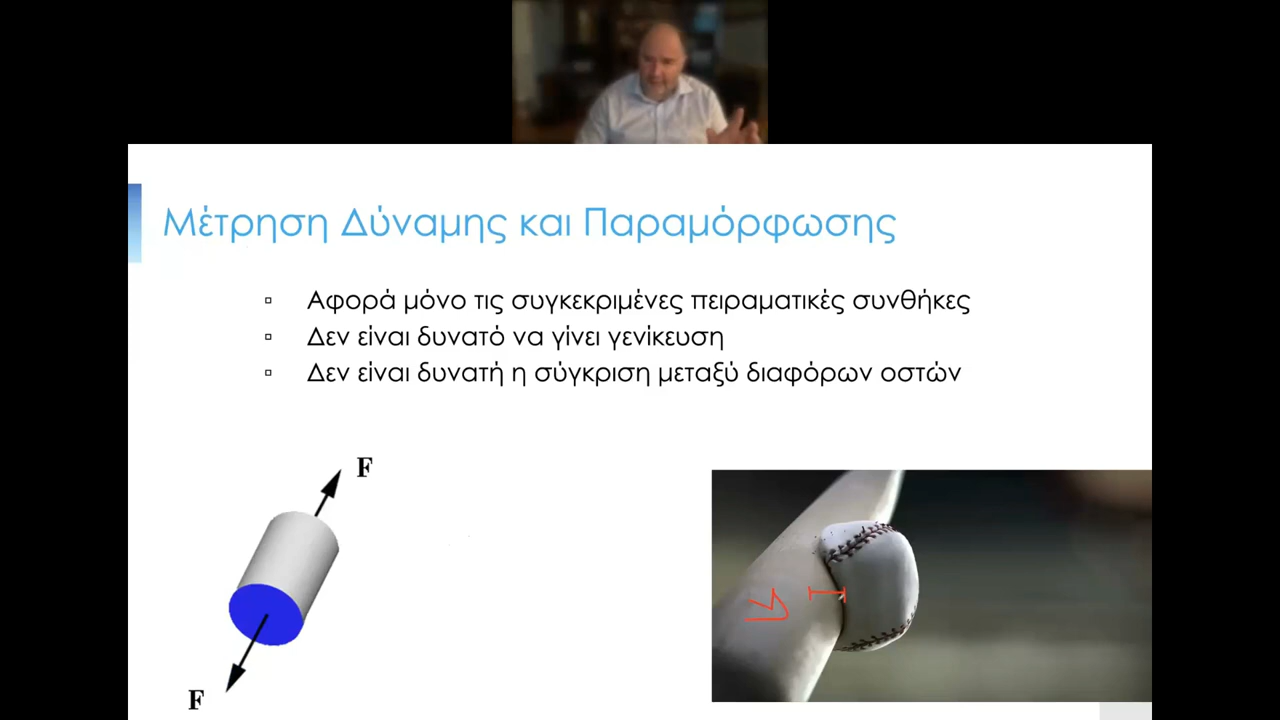 Μέτρηση Δύναμης και Παραμόρφωσης
Αφορά μόνο τις συγκεκριμένες πειραματικές συνθήκες
Δεν είναι δυνατό να γίνει γενίκευση
Δεν είναι δυνατή η σύγκριση μεταξύ διαφόρων οστών
F
F